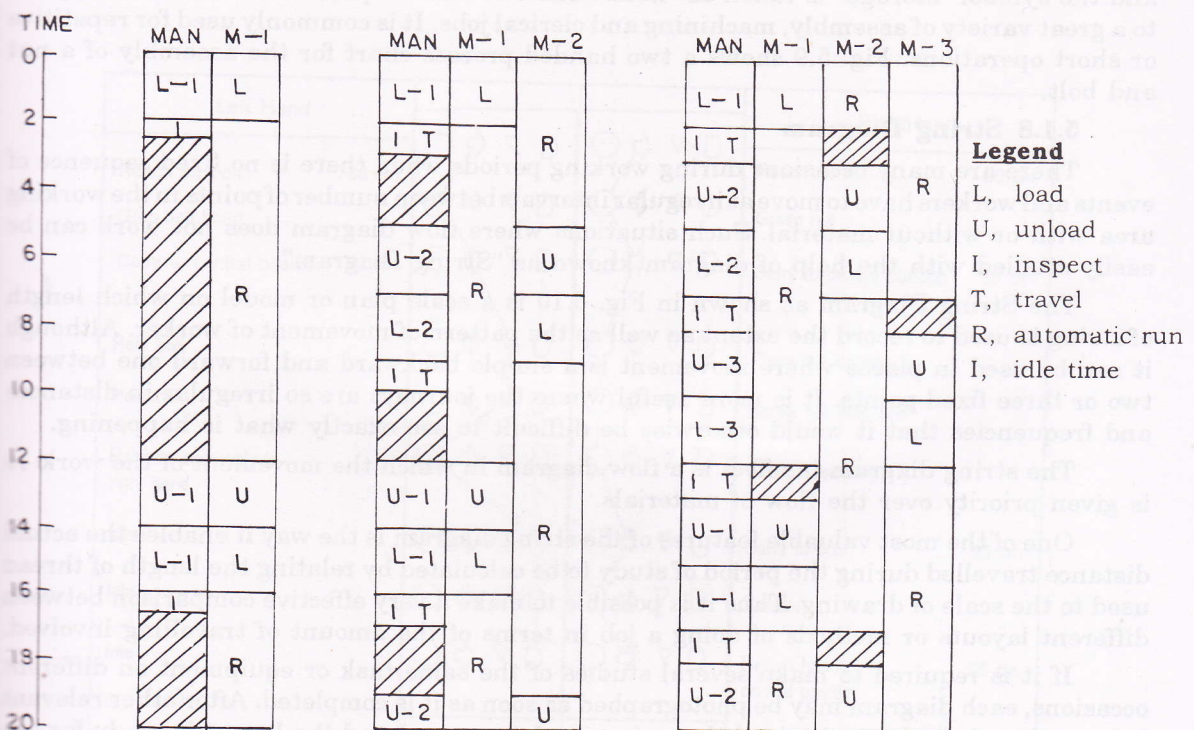 TIME
MAN M-1 MAN M-1 M-2 MAN M-1 M-2 M-3
0
L-1 L L-1 L L-1 L R
2
I I T R I T Legend
4 U-2 U R L, load
U, unload
6 U-2 U L-2 L I, inspect
R R I T R T, travel
8 L-2 L R, automatic run
U-3 U I, idle time
10 I T
L-3 L
12 I T R
U-1 U U-1 U
14 R U-1 U
L-1 L L-1 L
16 I I T L-1 L R
19 R R I T
U-2 R U
20 U-2 U